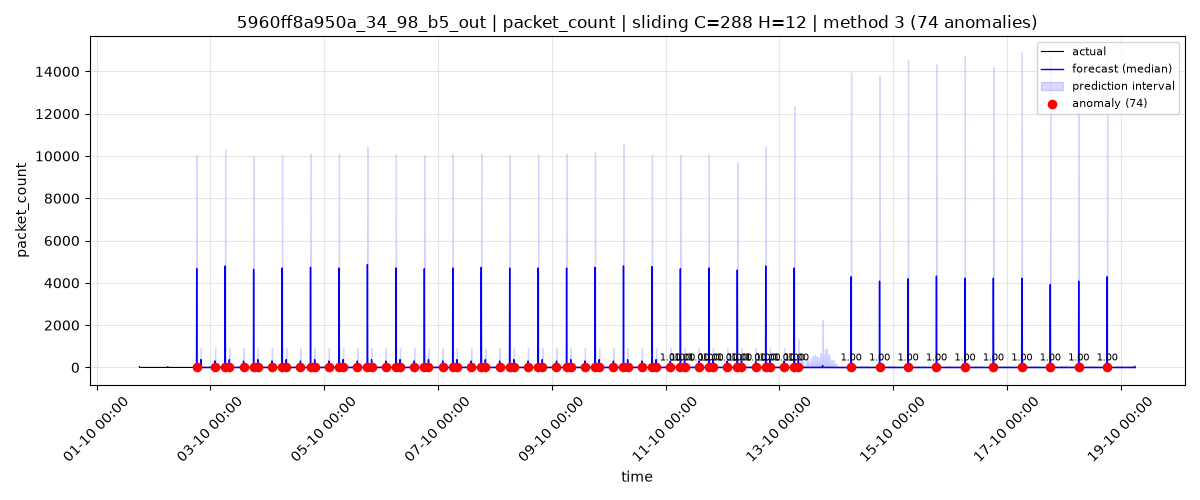 5960ff8a950a_34_98_b5_out | packet_count | sliding C=288 H=12 | method 3 (74 anomalies)
actual
forecast (median)
prediction interval
anomaly (74)
packet_count
14000
12000
10000
8000
6000
4000
2000
0
1.00 1.00 1.00 1.00 1.00 1.00 1.00 1.00 1.00 1.00
01-10 00:00
03-10 00:00
05-10 00:00
07-10 00:00
09-10 00:00
11-10 00:00
13-10 00:00
15-10 00:00
17-10 00:00
19-10 00:00
time